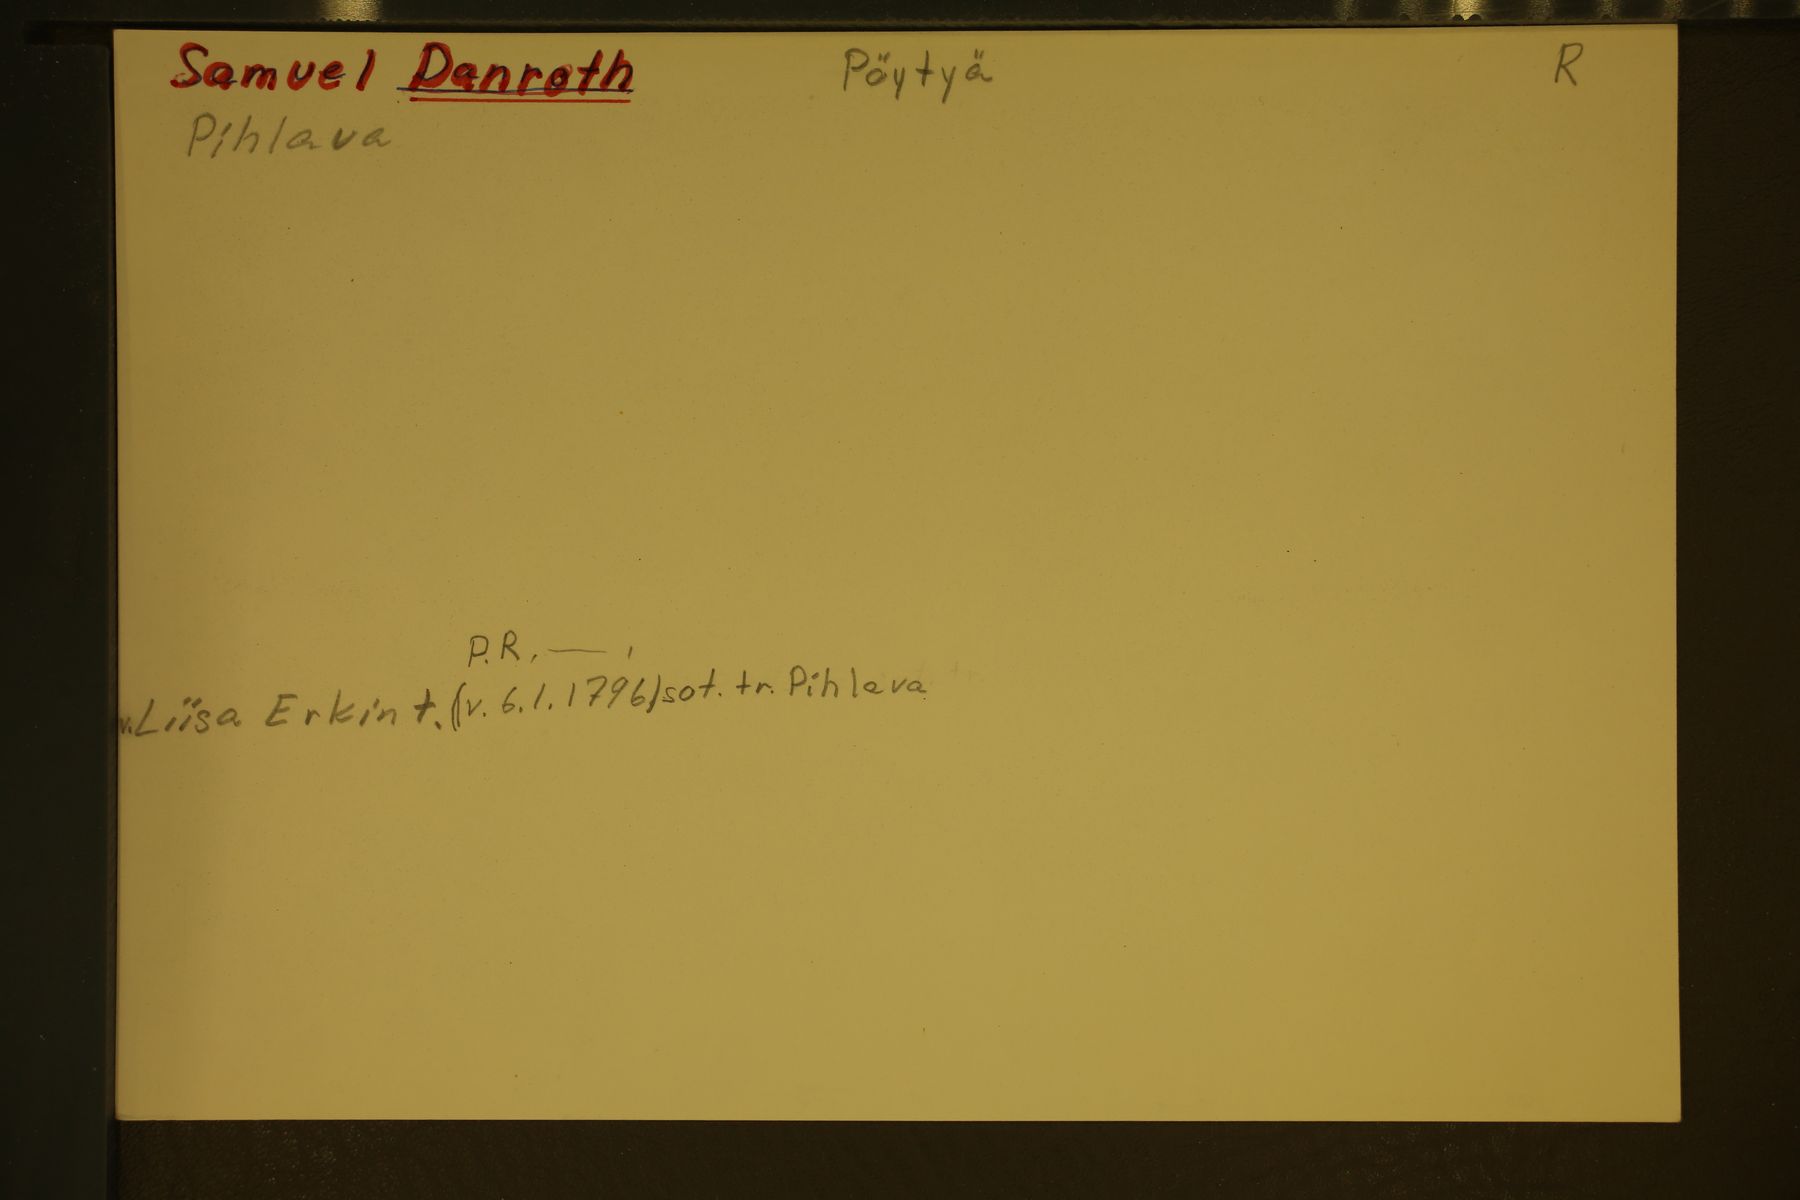 Samuel Danroth Pöytyä R
Pihlava
P.R. — ,
v. Liisa Erkin t. (v. 6.1.1796) sot. tr. Pihlava